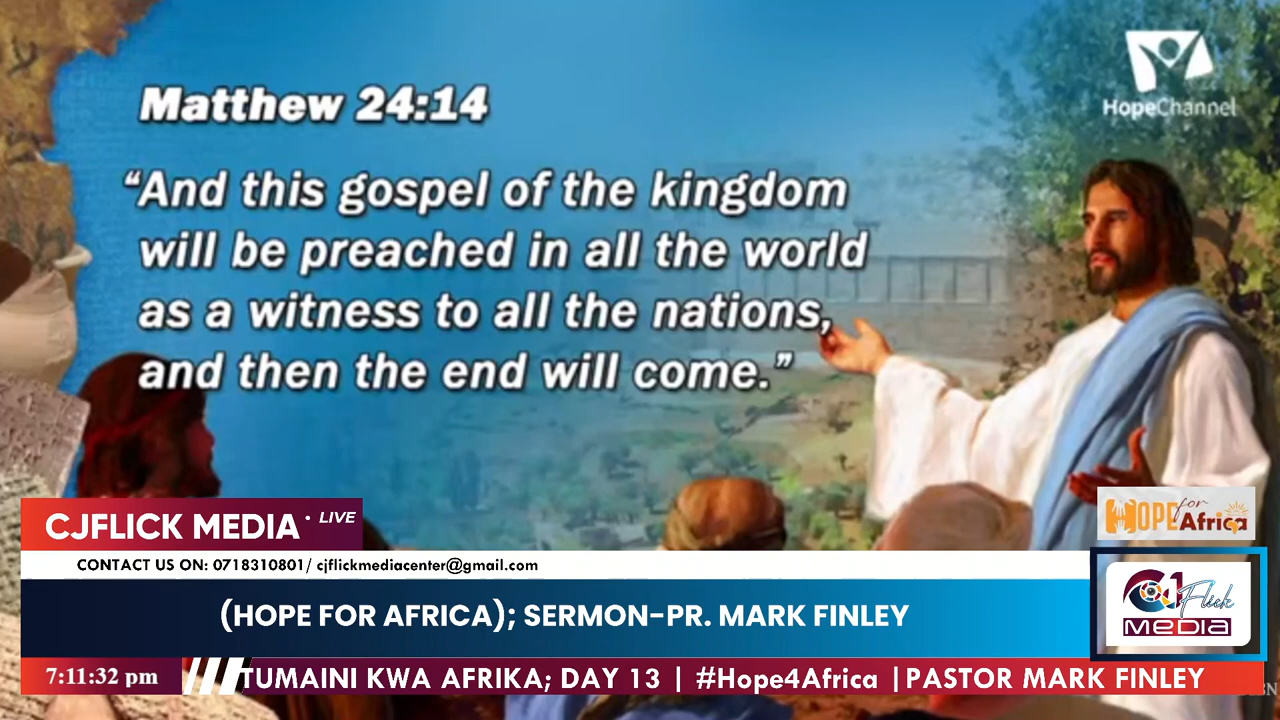 Matthew 24:14
HopeChannel
“And this gospel of the kingdom
will be preached in all the world
as a witness to all the nations,
and then the end will come.”
CJFLICK MEDIA • LIVE
HOPE for Africa
CONTACT US ON: 0718310801/ cjflickmediacenter@gmail.com
(HOPE FOR AFRICA); SERMON-PR. MARK FINLEY
Flick
MEDIA
7:11:32 pm
TUMAINI KWA AFRIKA; DAY 13 | #Hope4Africa |PASTOR MARK FINLEY